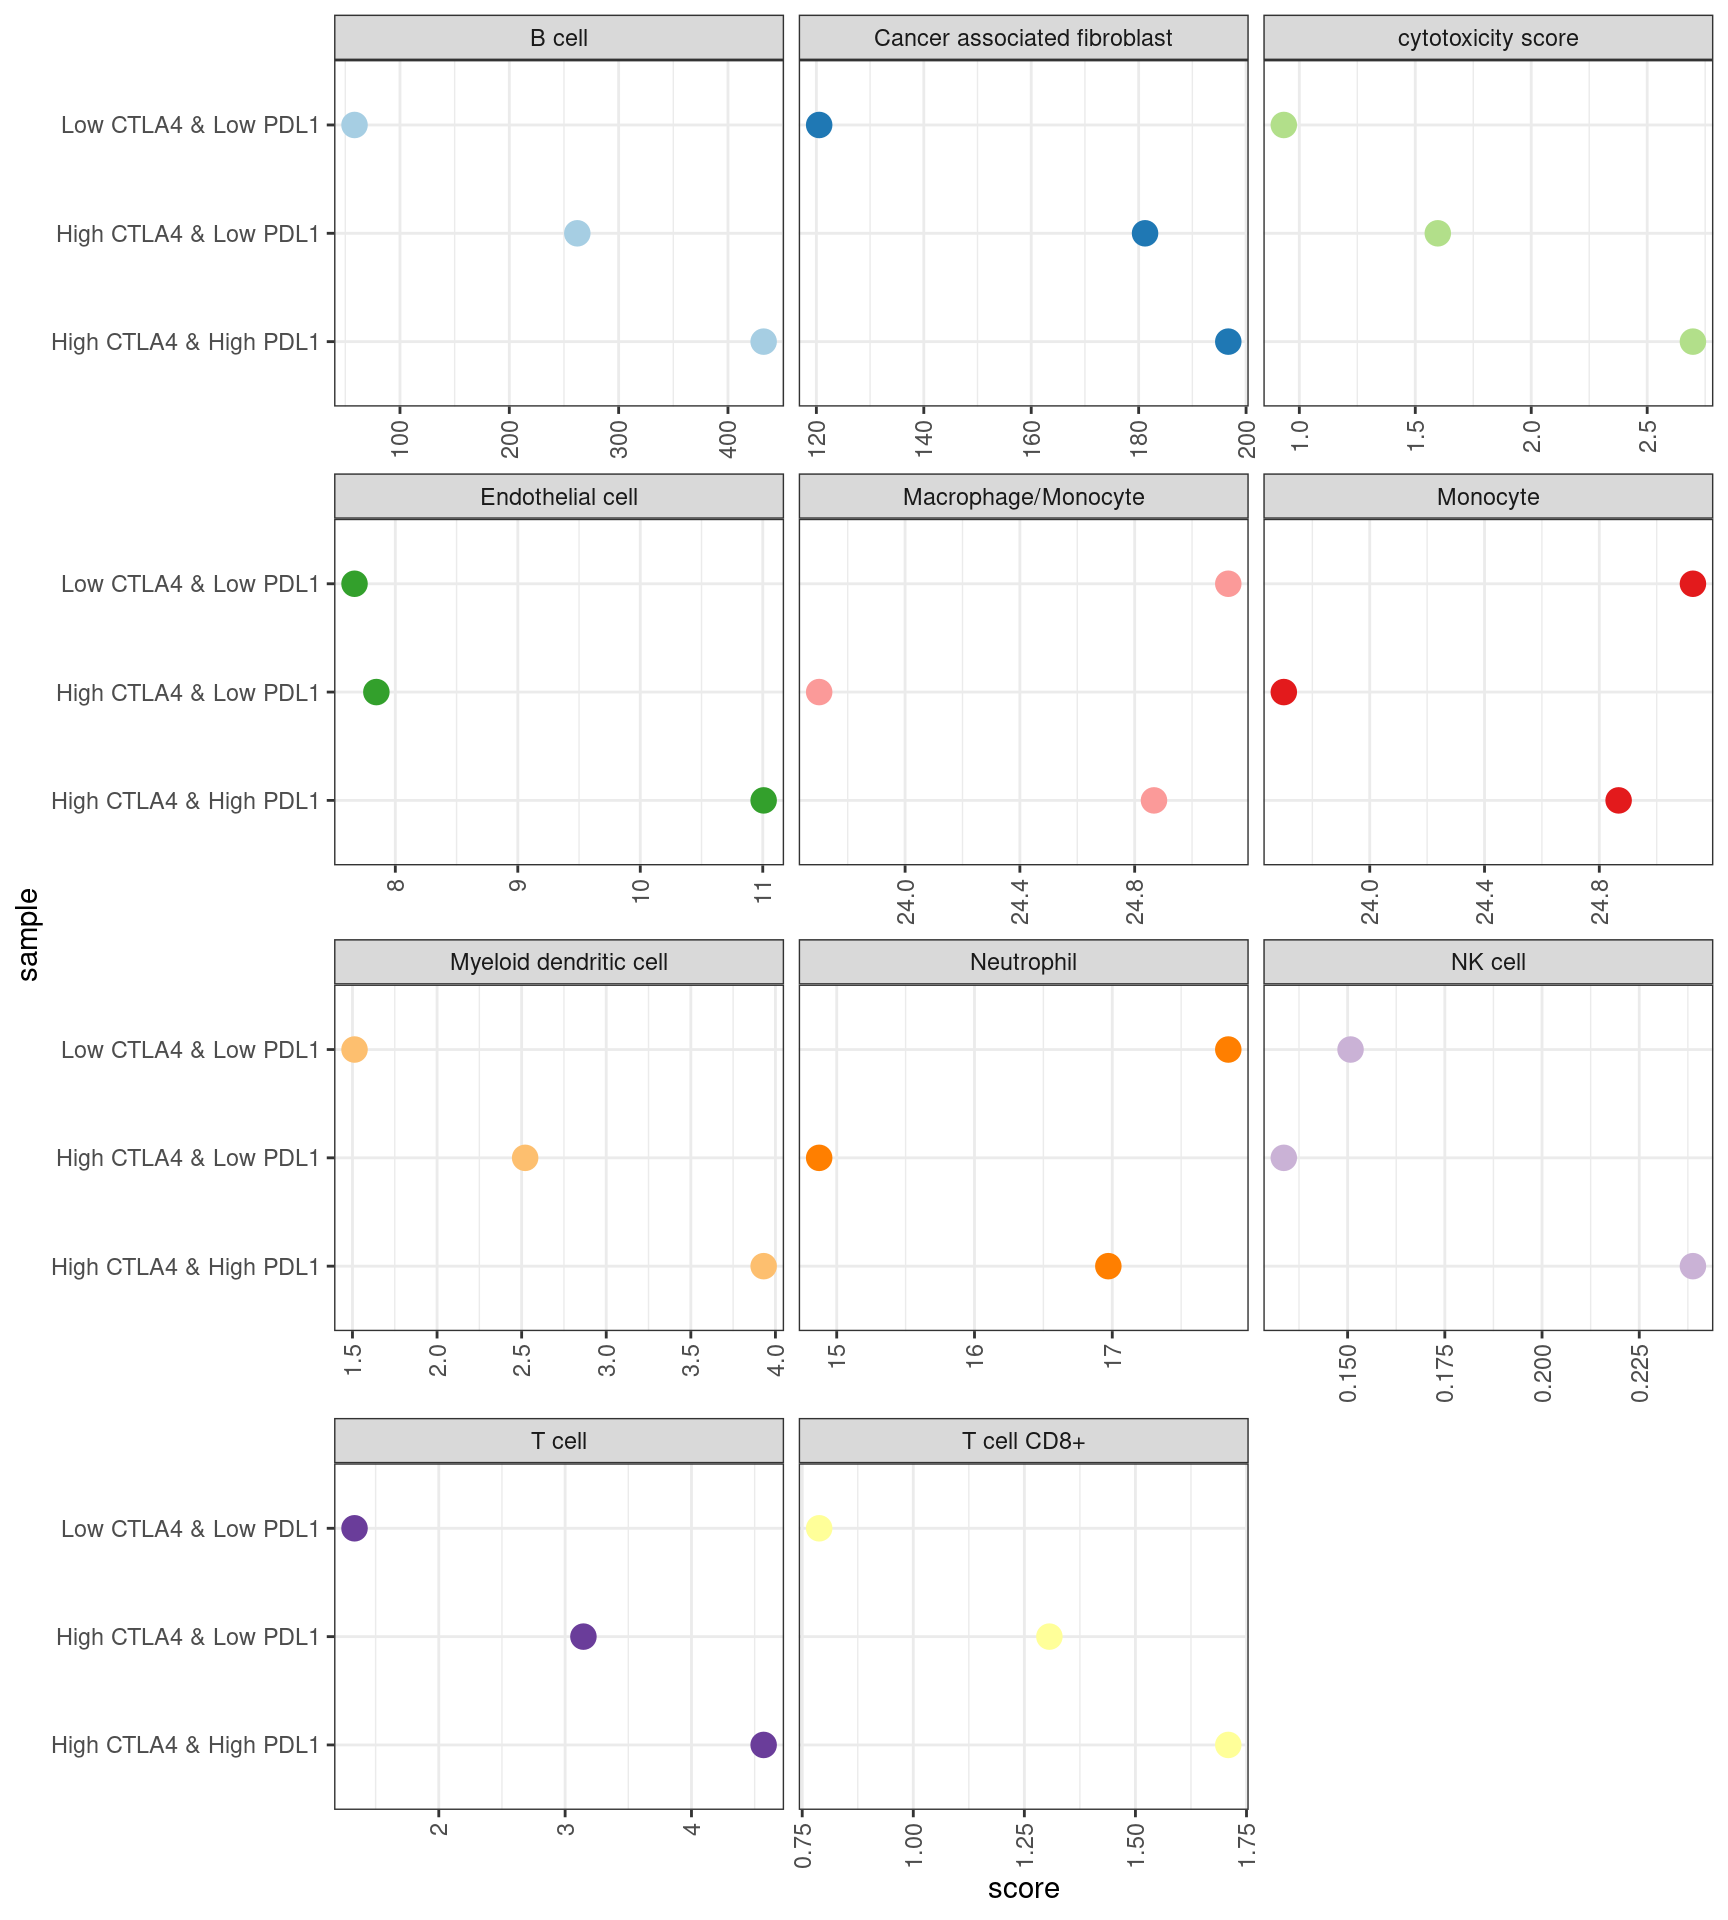 B cell
Cancer associated fibroblast
cytotoxicity score
Low CTLA4 & Low PDL1
High CTLA4 & Low PDL1
High CTLA4 & High PDL1
100 200 300 400
120 140 160 180 200
1.0 1.5 2.0 2.5
Endothelial cell
Macrophage/Monocyte
Monocyte
Low CTLA4 & Low PDL1
High CTLA4 & Low PDL1
High CTLA4 & High PDL1
8 9 10 11
24.0 24.4 24.8
24.0 24.4 24.8
sample
Myeloid dendritic cell
Neutrophil
NK cell
Low CTLA4 & Low PDL1
High CTLA4 & Low PDL1
High CTLA4 & High PDL1
1.5 2.0 2.5 3.0 3.5 4.0
15 16 17
0.150 0.175 0.200 0.225
T cell
T cell CD8+
Low CTLA4 & Low PDL1
High CTLA4 & Low PDL1
High CTLA4 & High PDL1
2 3 4
0.75 1.00 1.25 1.50 1.75
score